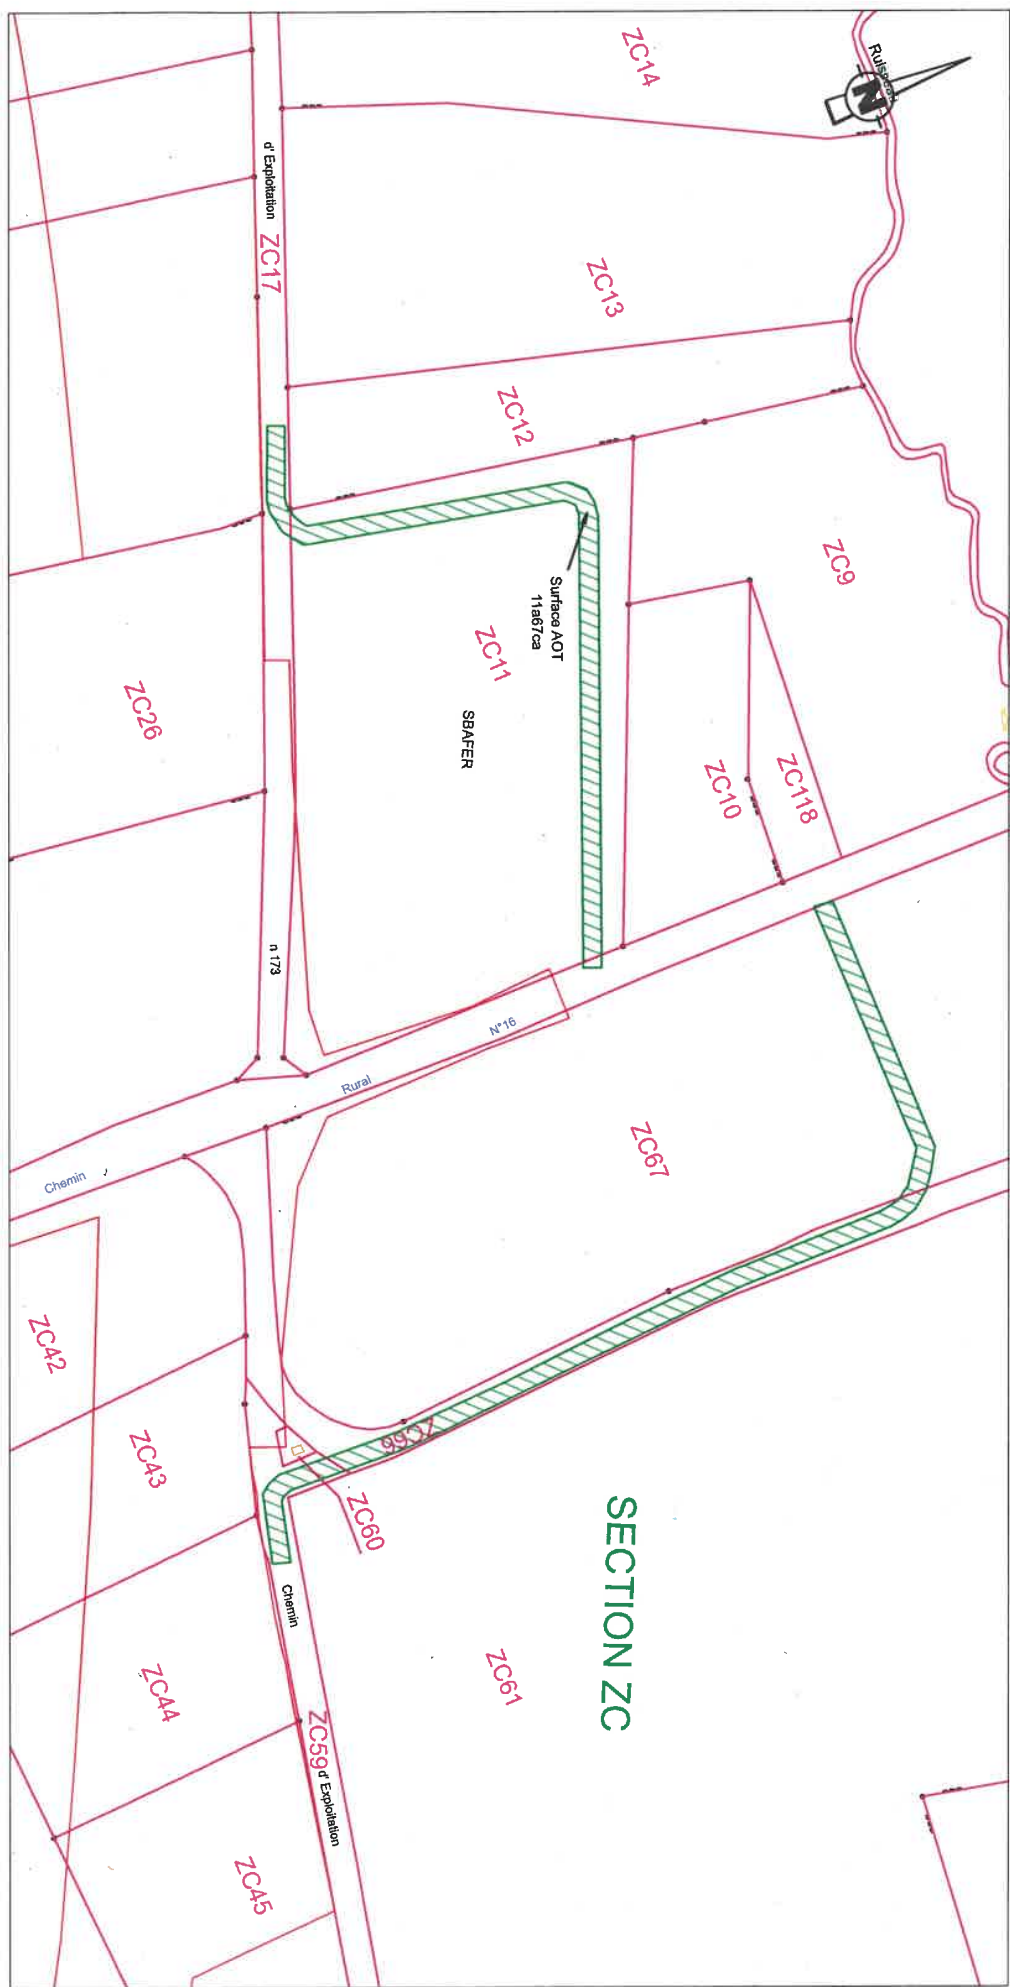 ZC14
Ruisseau
N
d' Exploitation
ZC17
ZC13
ZC12
ZC9
Surface AOT
11a67ca
ZC11
SBAFER
ZC26
ZC10
ZC118
n 173
N°16
Rural
Chemin
ZC67
ZC42
ZC43
ZC66
ZC60
SECTION ZC
Chemin
ZC61
ZC44
ZC59
d' Exploitation
ZC45